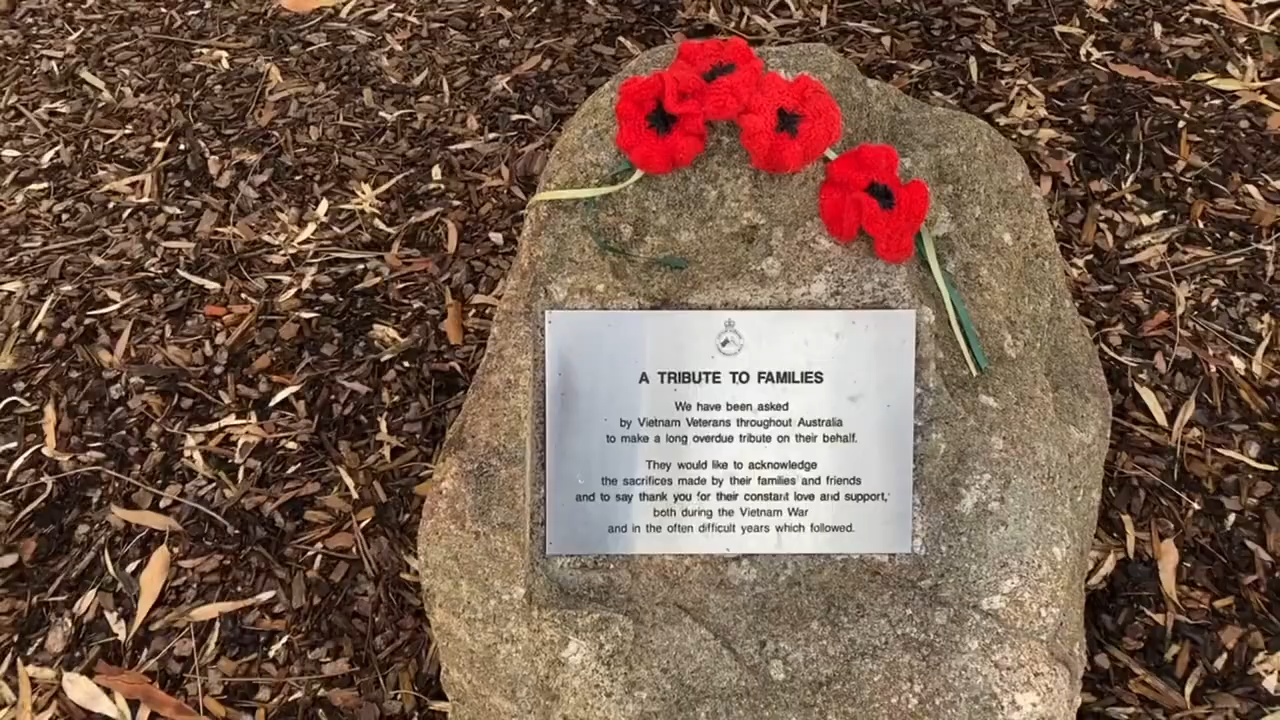 A TRIBUTE TO FAMILIES
We have been asked
by Vietnam Veterans throughout Australia
to make a long overdue tribute on their behalf.
They would like to acknowledge
the sacrifices made by their families and friends
and to say thank you for their constant love and support,
both during the Vietnam War
and in the often difficult years which followed.